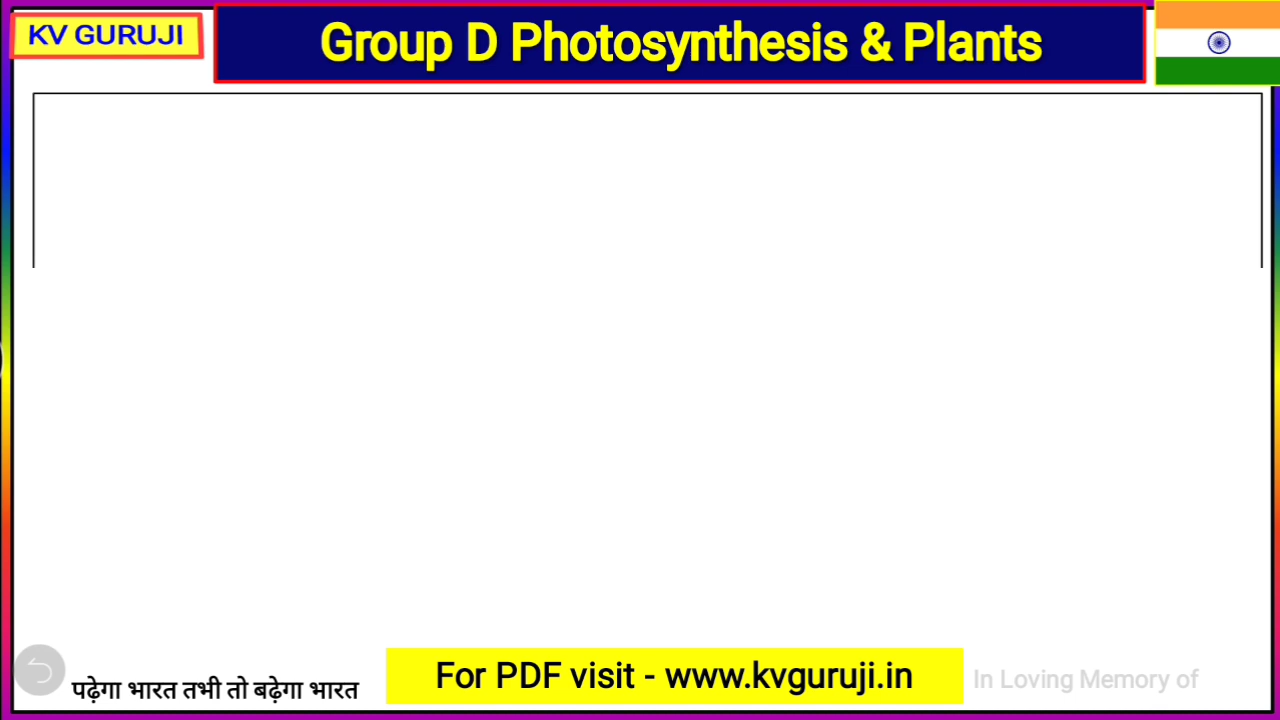 KV GURUJI
Group D Photosynthesis & Plants
पढ़ेगा भारत तभी तो बढ़ेगा भारत
For PDF visit - www.kvguruji.in
In Loving Memory of